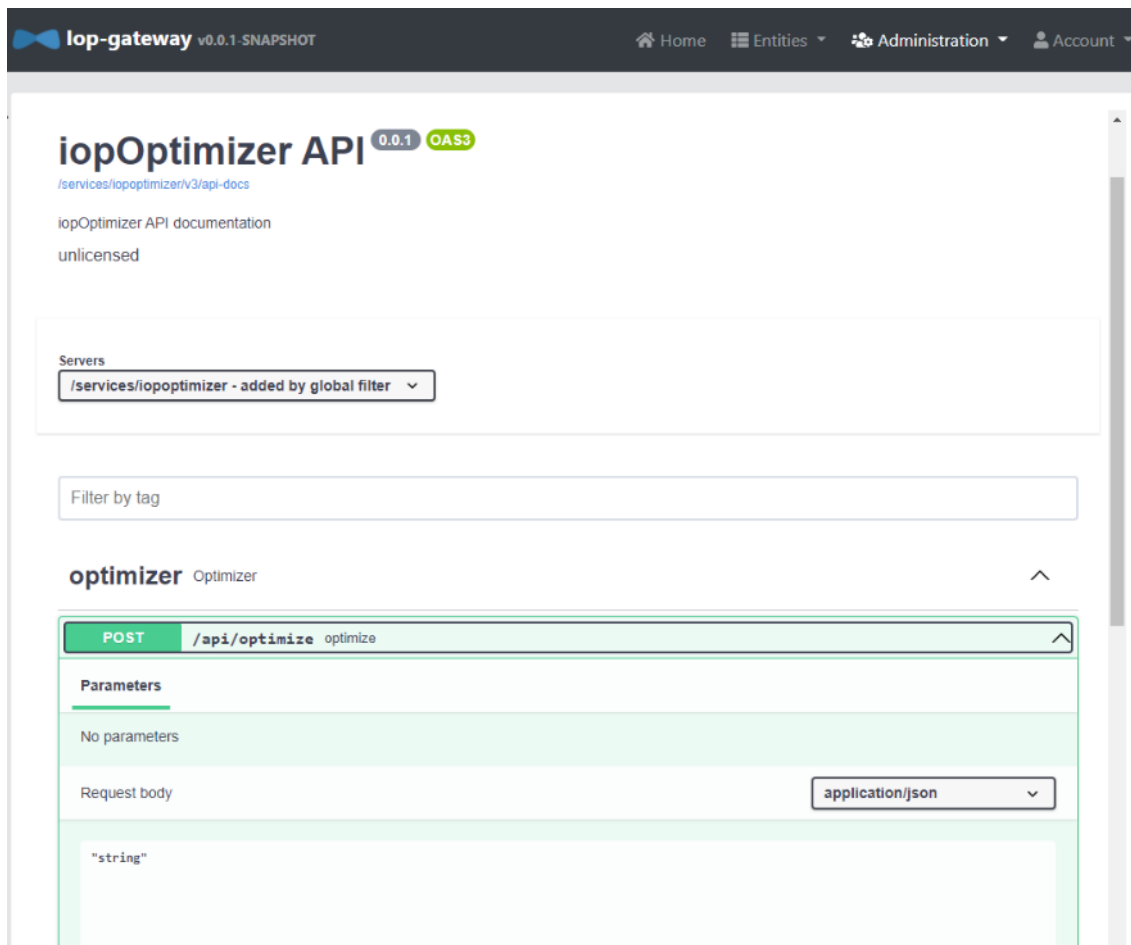 Iop-gateway v0.0.1-SNAPSHOT Home Entities Administration Account
iopOptimizer API 0.0.1 OAS3
/services/iopoptimizer/v3/api-docs
iopOptimizer API documentation
unlicensed
Servers
/services/iopoptimizer - added by global filter
Filter by tag
optimizer Optimizer
POST /api/optimize optimize
Parameters
No parameters
Request body application/json
"string"